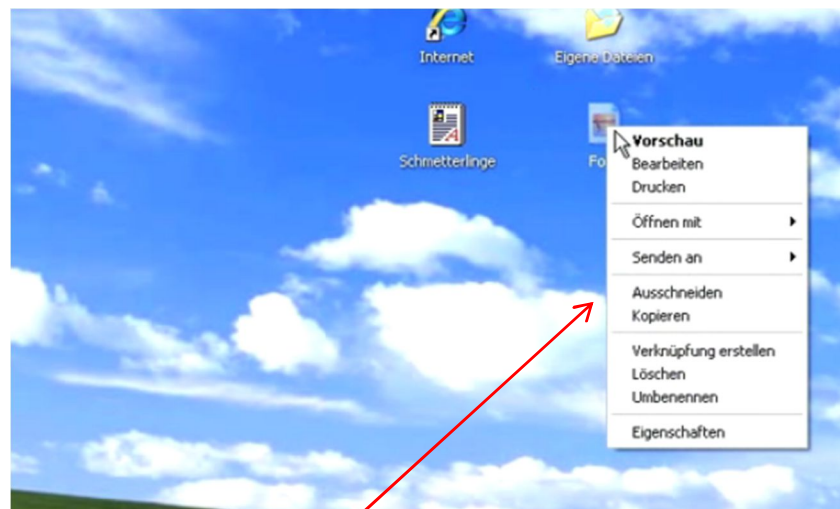 Internet
Eigene Dateien
Schmetterlinge
Vorschau
Bearbeiten
Drucken
Öffnen mit
Senden an
Ausschneiden
Kopieren
Verknüpfung erstellen
Löschen
Umbenennen
Eigenschaften